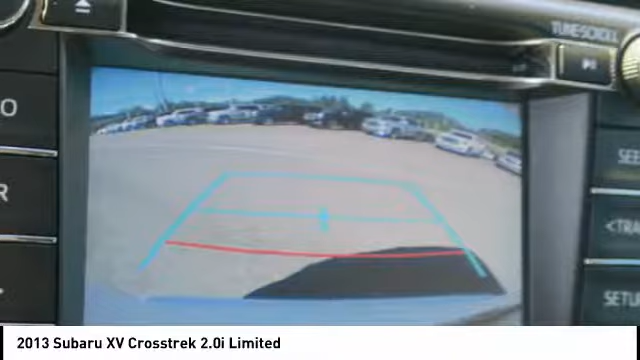 TUNE•SCROLL
O
R
SEE
<TRA
SETU
2013 Subaru XV Crosstrek 2.0i Limited